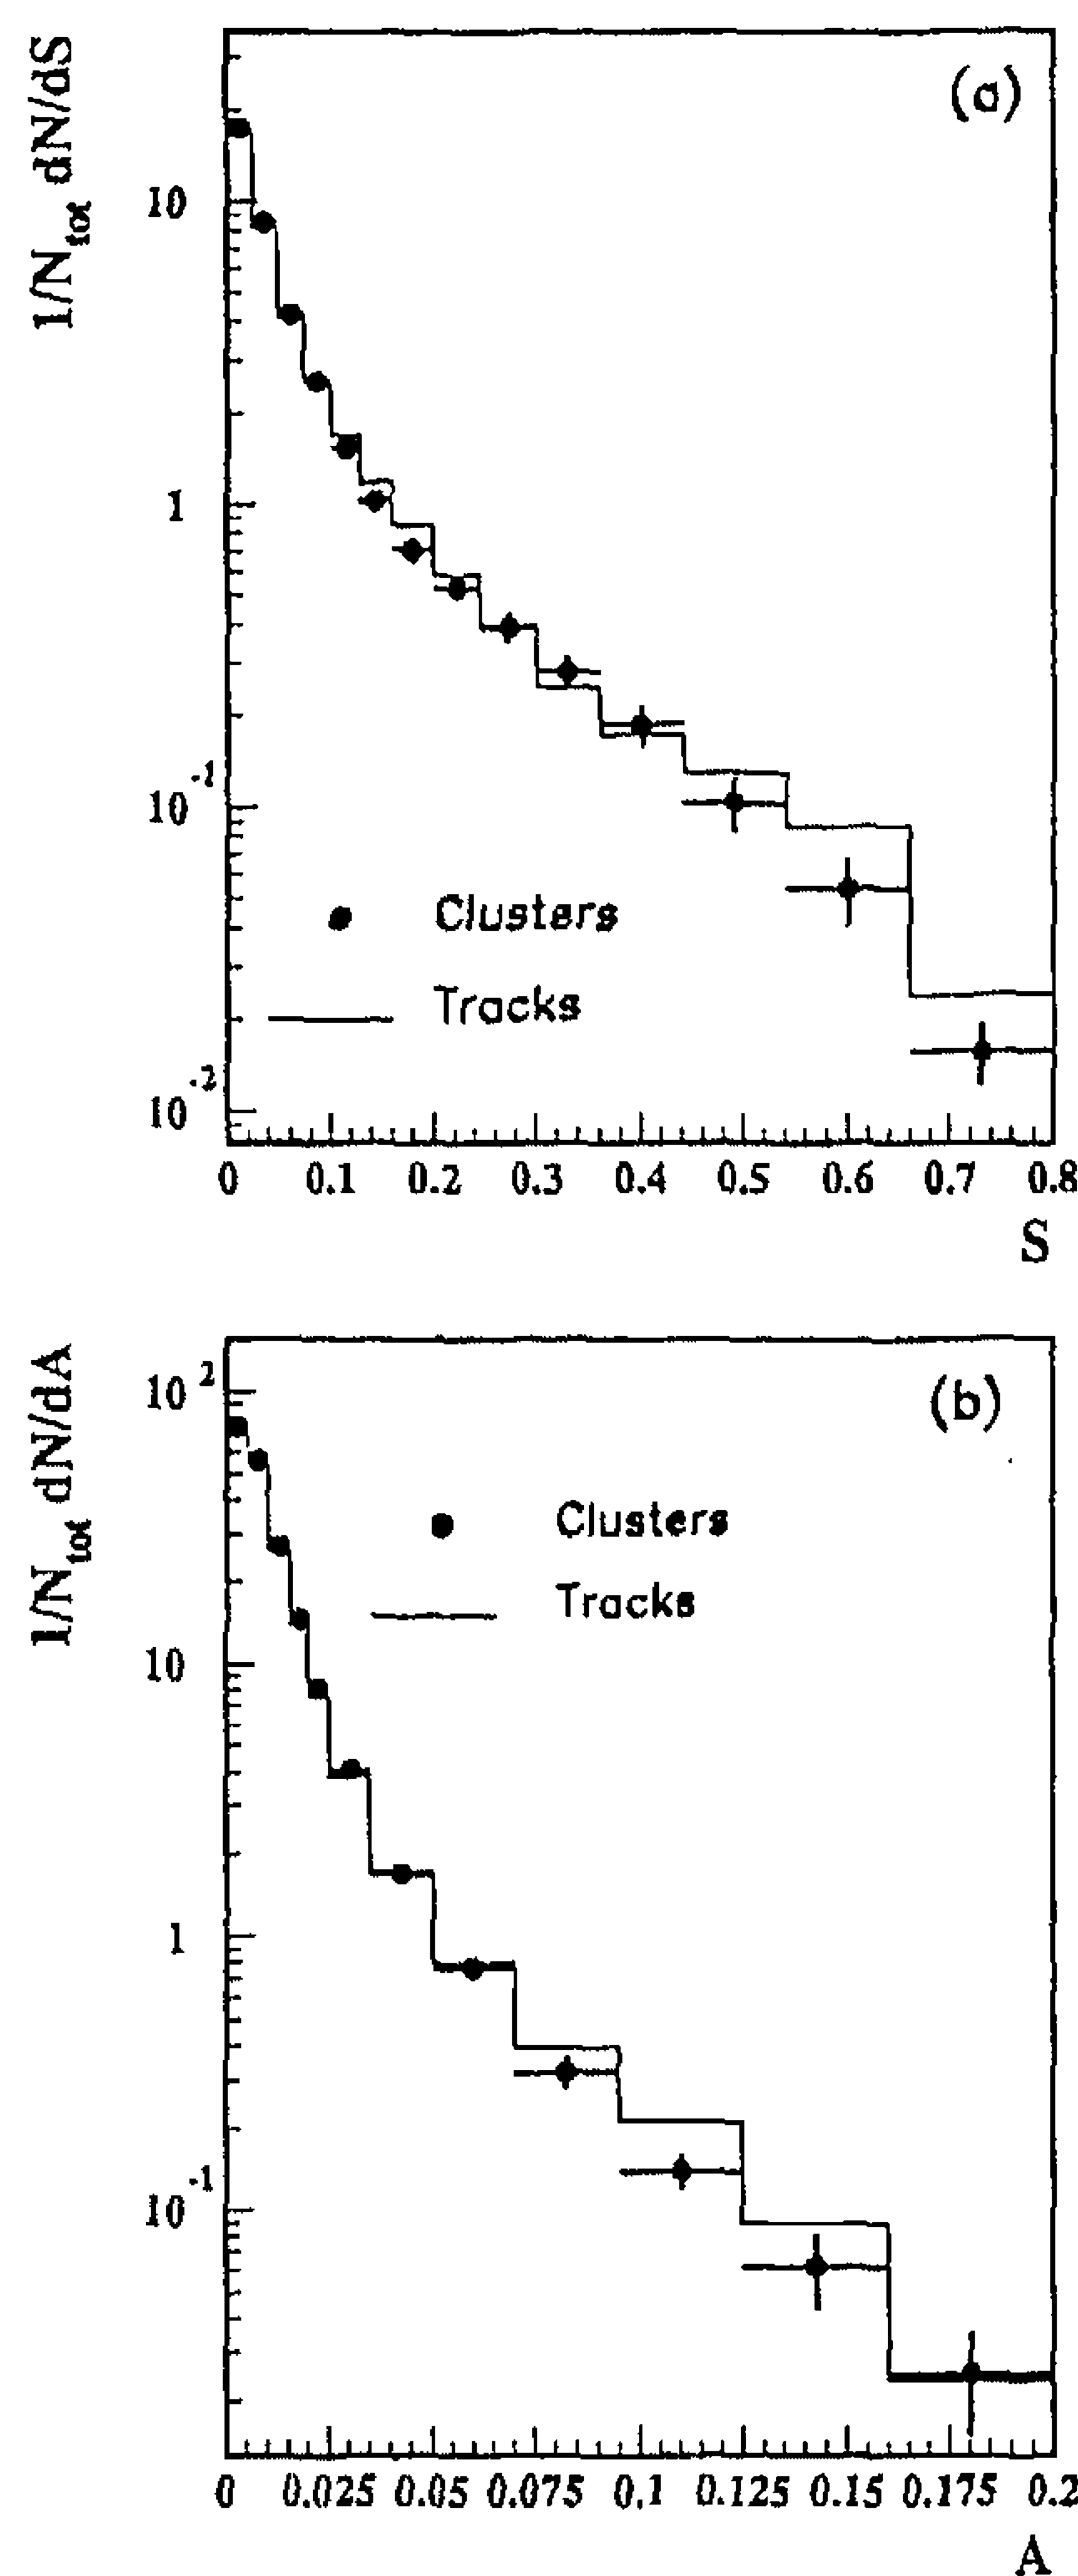 1/N_tot dN/dS
(a)
10
1
10^-1
10^-2
Clusters
Tracks
0 0.1 0.2 0.3 0.4 0.5 0.6 0.7 0.8
S
1/N_tot dN/dA
(b)
10^2
10
1
10^-1
Clusters
Tracks
0 0.025 0.05 0.075 0.1 0.125 0.15 0.175 0.2
A